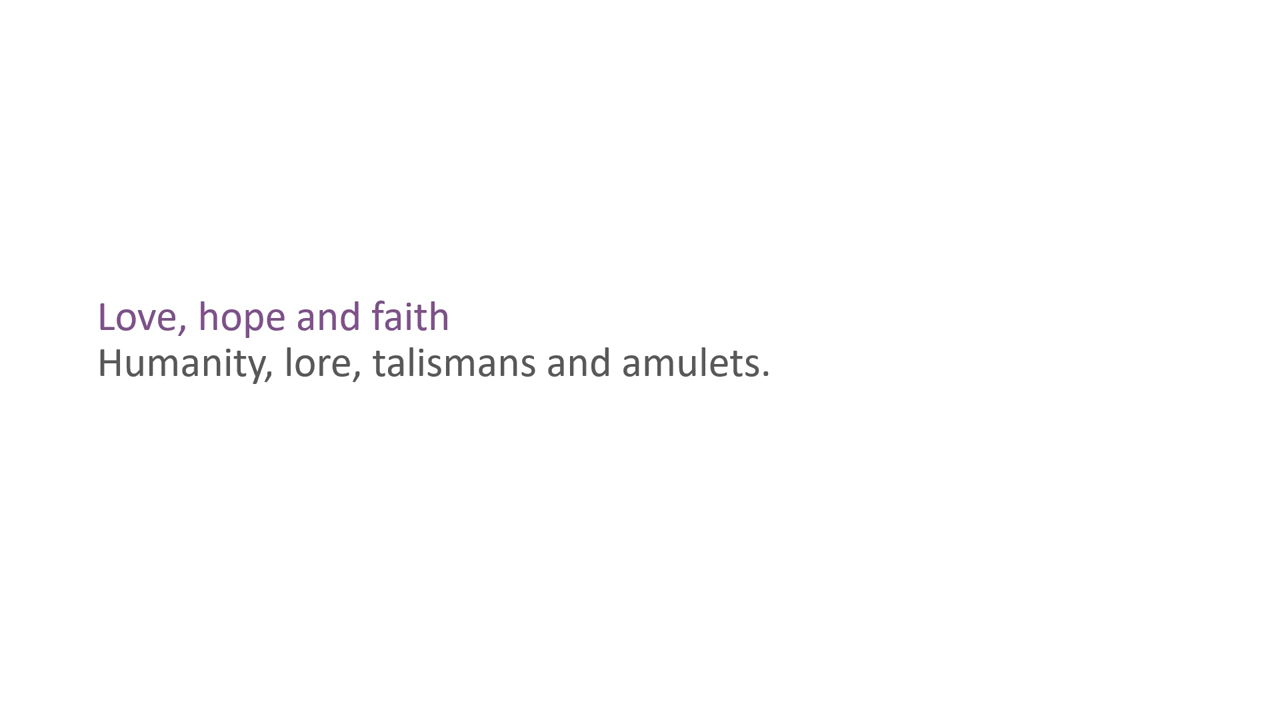 Love, hope and faith
Humanity, lore, talismans and amulets.